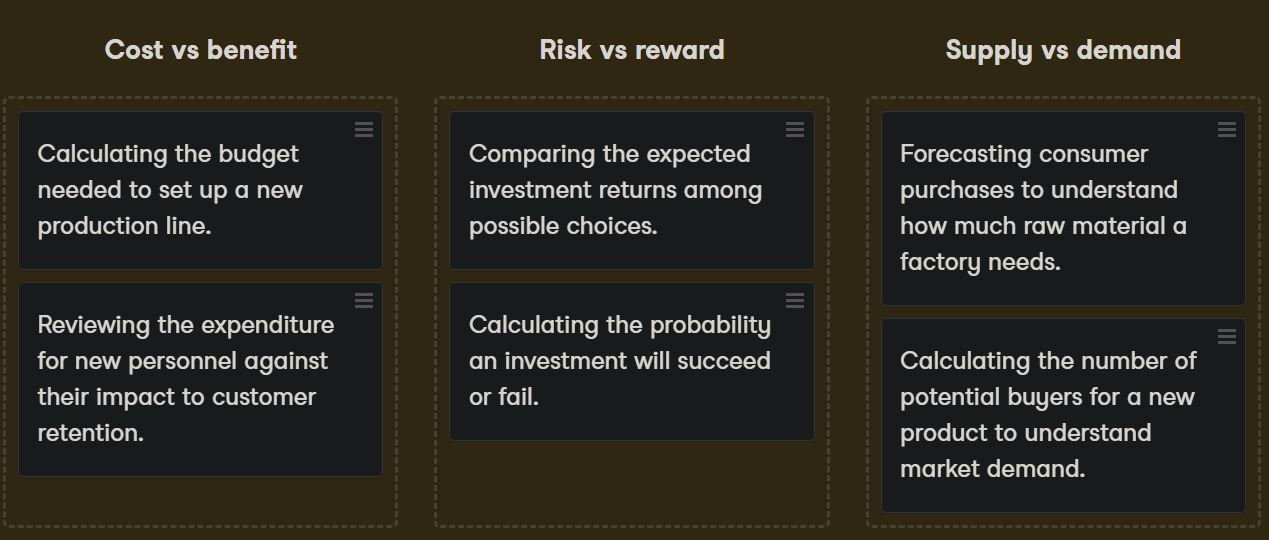 Cost vs benefit
Calculating the budget
needed to set up a new
production line.
Reviewing the expenditure
for new personnel against
their impact to customer
retention.
Risk vs reward
Comparing the expected
investment returns among
possible choices.
Calculating the probability
an investment will succeed
or fail.
Supply vs demand
Forecasting consumer
purchases to understand
how much raw material a
factory needs.
Calculating the number of
potential buyers for a new
product to understand
market demand.